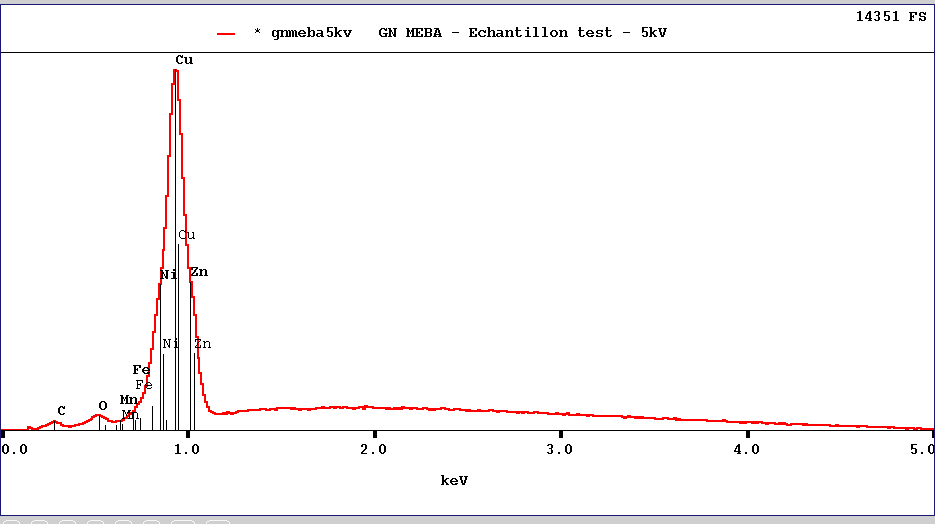 14351 FS
* gnmeba5kv GN MEBA - Echantillon test - 5kV
Cu
Cu
Ni Zn
Ni Zn
Fe
Fe
Mn
C O
Mn
0.0 1.0 2.0 3.0 4.0 5.0
keV